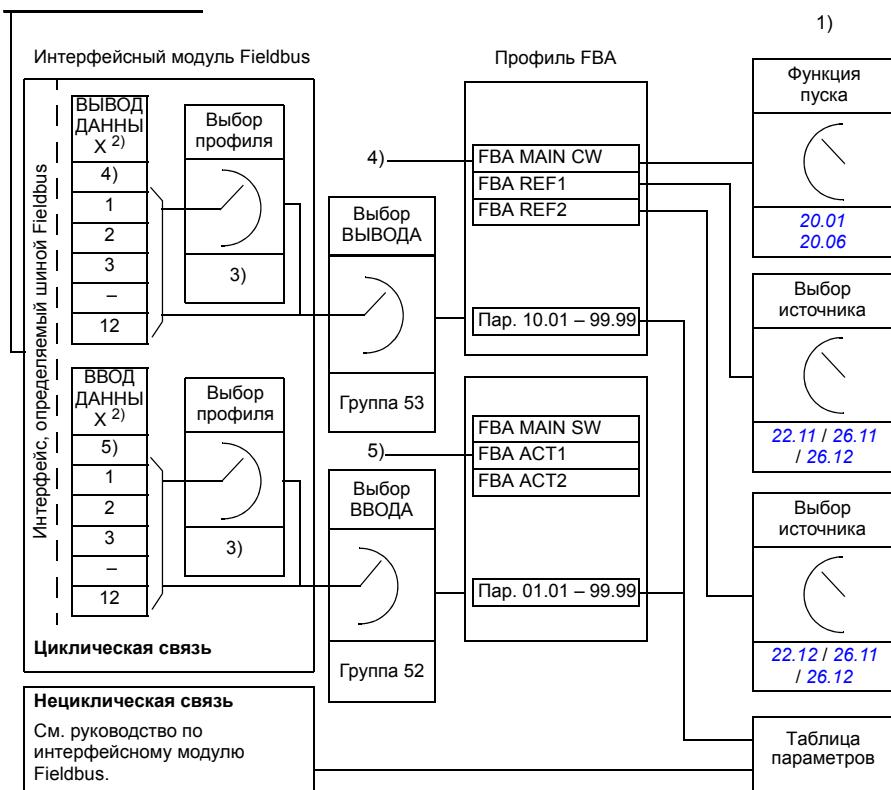 1)
Интерфейсный модуль Fieldbus
Профиль FBA
Интерфейс, определяемый шиной Fieldbus
ВЫВОД
ДАННЫ
Х 2)
4)
1
2
3
–
12
Выбор
профиля
3)
ВВОД
ДАННЫ
Х 2)
5)
1
2
3
–
12
Выбор
профиля
3)
Циклическая связь
Выбор
ВЫВОДА
Группа 53
Выбор
ВВОДА
Группа 52
4)
FBA MAIN CW
FBA REF1
FBA REF2
Пар. 10.01 – 99.99
5)
FBA MAIN SW
FBA ACT1
FBA ACT2
Пар. 01.01 – 99.99
Функция
пуска
20.01
20.06
Выбор
источника
22.11 / 26.11
/ 26.12
Выбор
источника
22.12 / 26.11
/ 26.12
Нециклическая связь
См. руководство по
интерфейсному модулю
Fieldbus.
Таблица
параметров